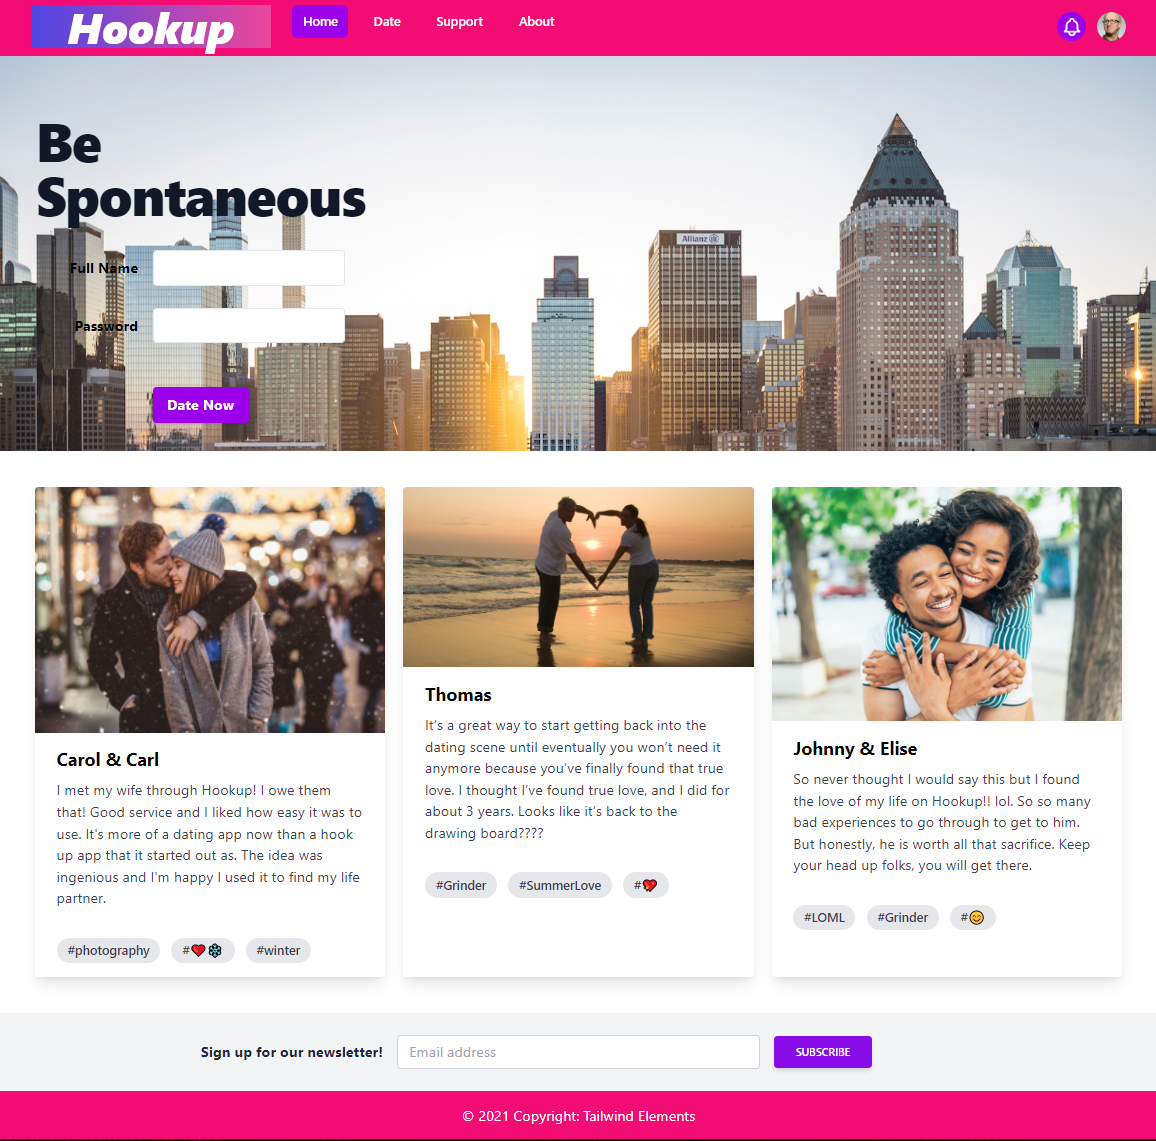 Hookup
Home Date Support About
Be
Spontaneous
Allianz
Full Name
Password
Date Now
Carol & Carl
I met my wife through Hookup! I owe them
that! Good service and I liked how easy it was to
use. It's more of a dating app now than a hook
up app that it started out as. The idea was
ingenious and I'm happy I used it to find my life
partner.
#photography #❤️❄️ #winter
Thomas
It’s a great way to start getting back into the
dating scene until eventually you won’t need it
anymore because you’ve finally found that true
love. I thought I’ve found true love, and I did for
about 3 years. Looks like it’s back to the
drawing board????
#Grinder #SummerLove #💔
Johnny & Elise
So never thought I would say this but I found
the love of my life on Hookup!! lol. So so many
bad experiences to go through to get to him.
But honestly, he is worth all that sacrifice. Keep
your head up folks, you will get there.
#LOML #Grinder #😊
Sign up for our newsletter! Email address SUBSCRIBE
© 2021 Copyright: Tailwind Elements